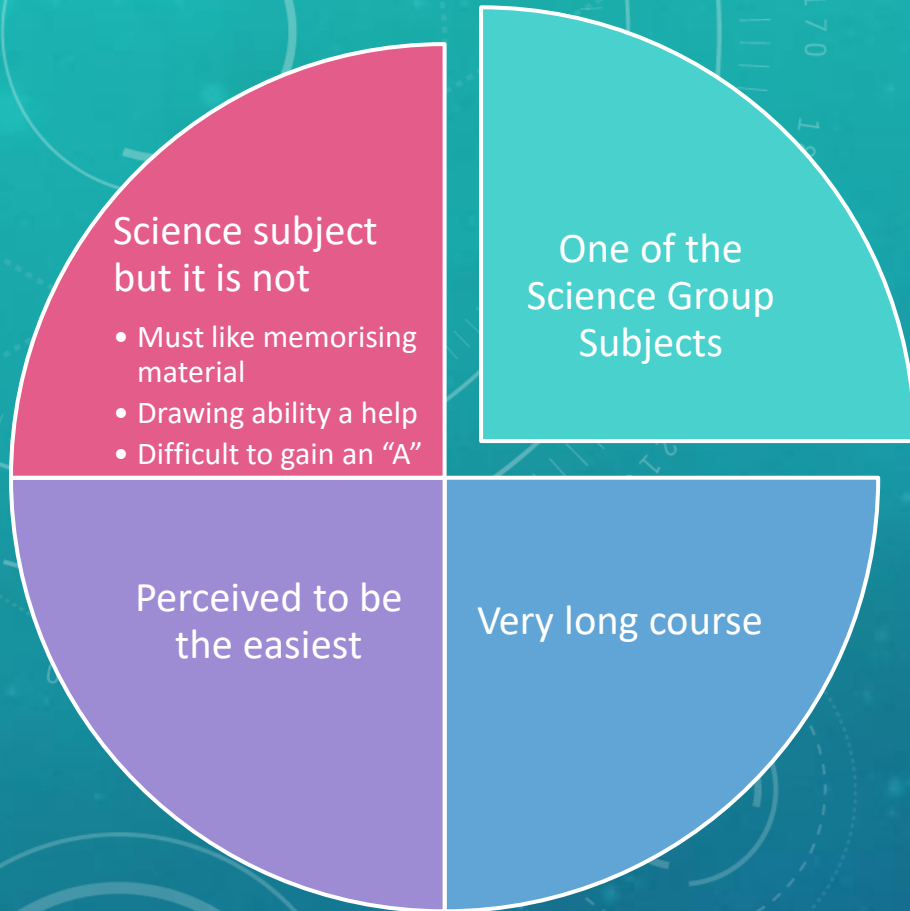 170
Science subject
but it is not
• Must like memorising
material
• Drawing ability a help
• Difficult to gain an “A”
One of the
Science Group
Subjects
Perceived to be
the easiest
Very long course